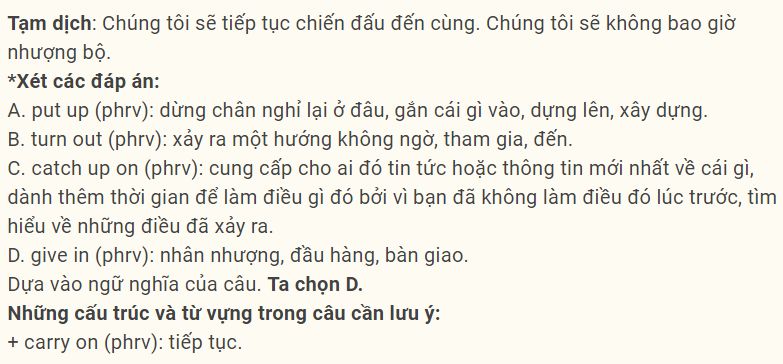 Tạm dịch: Chúng tôi sẽ tiếp tục chiến đấu đến cùng. Chúng tôi sẽ không bao giờ
nhượng bộ.
*Xét các đáp án:
A. put up (phrv): dừng chân nghỉ lại ở đâu, gắn cái gì vào, dựng lên, xây dựng.
B. turn out (phrv): xảy ra một hướng không ngờ, tham gia, đến.
C. catch up on (phrv): cung cấp cho ai đó tin tức hoặc thông tin mới nhất về cái gì,
dành thêm thời gian để làm điều gì đó bởi vì bạn đã không làm điều đó lúc trước, tìm
hiểu về những điều đã xảy ra.
D. give in (phrv): nhân nhượng, đầu hàng, bàn giao.
Dựa vào ngữ nghĩa của câu. Ta chọn D.
Những cấu trúc và từ vựng trong câu cần lưu ý:
+ carry on (phrv): tiếp tục.